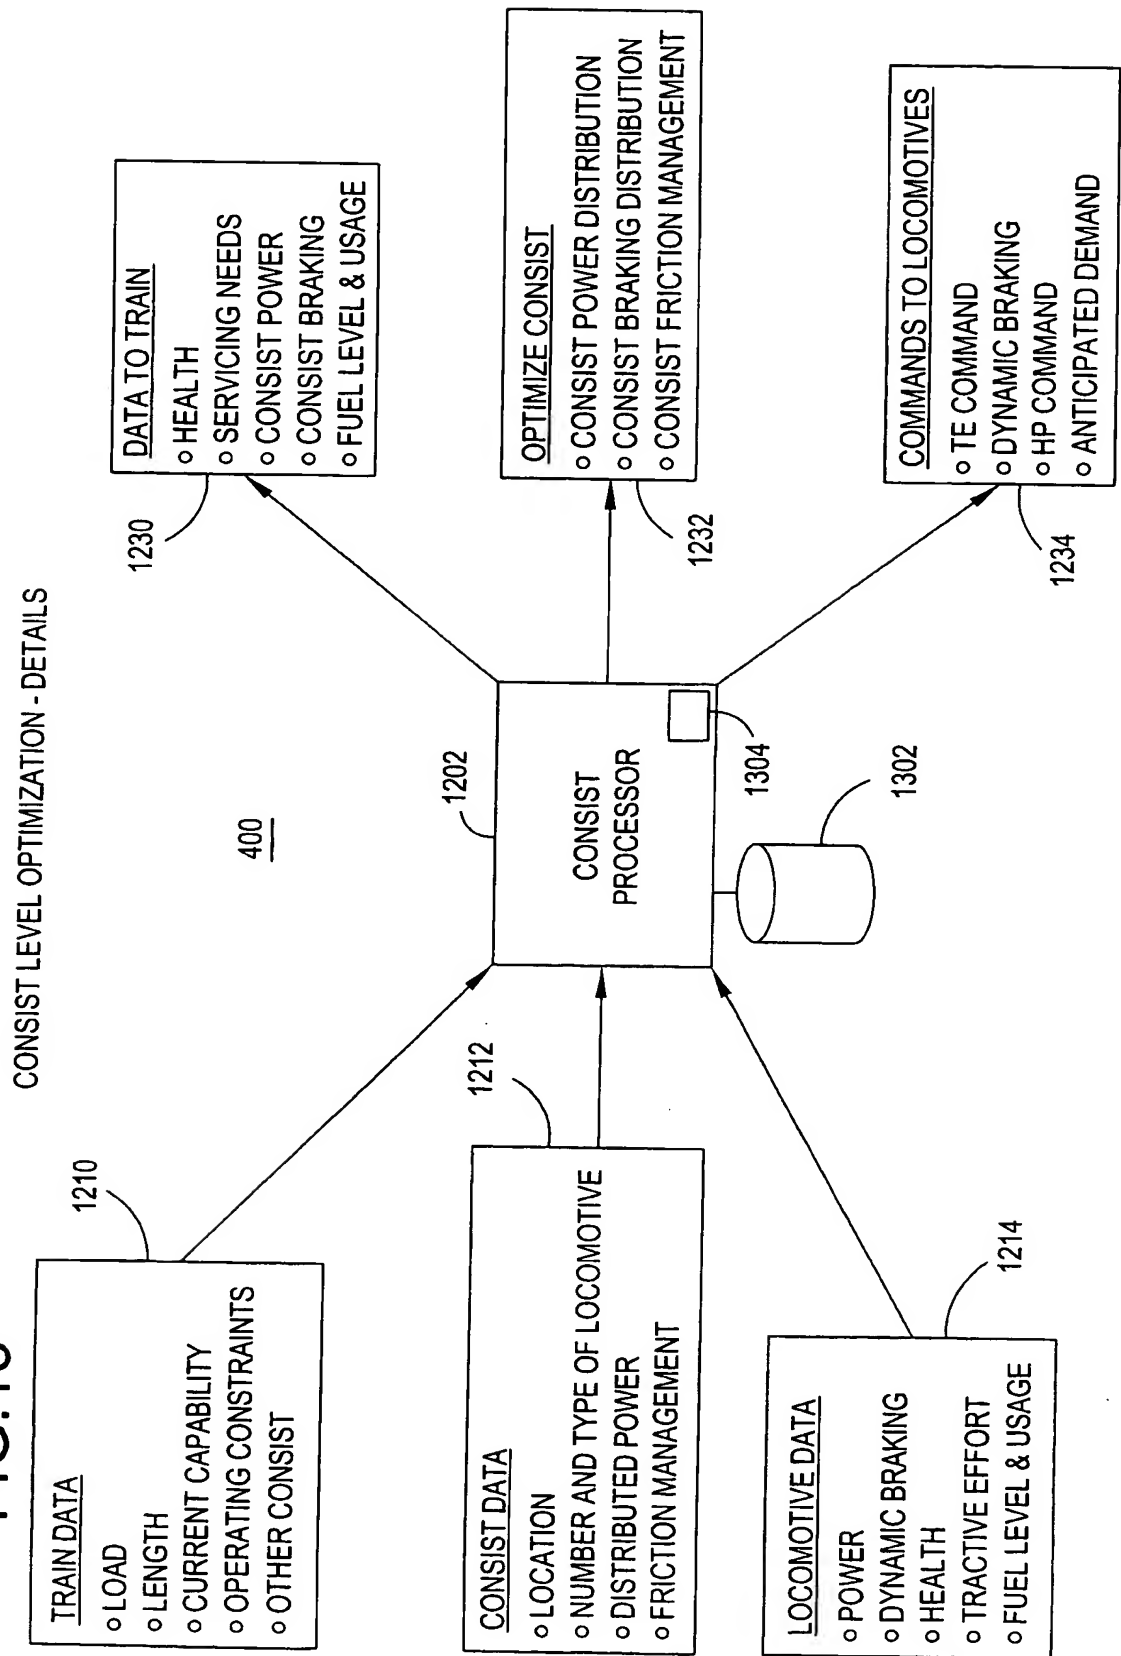 CONSIST LEVEL OPTIMIZATION - DETAILS
400
TRAIN DATA
o LOAD
o LENGTH
o CURRENT CAPABILITY
o OPERATING CONSTRAINTS
o OTHER CONSIST
1210
CONSIST DATA
o LOCATION
o NUMBER AND TYPE OF LOCOMOTIVE
o DISTRIBUTED POWER
o FRICTION MANAGEMENT
1212
LOCOMOTIVE DATA
o POWER
o DYNAMIC BRAKING
o HEALTH
o TRACTIVE EFFORT
o FUEL LEVEL & USAGE
1214
1202
CONSIST
PROCESSOR
1304
1302
DATA TO TRAIN
o HEALTH
o SERVICING NEEDS
o CONSIST POWER
o CONSIST BRAKING
o FUEL LEVEL & USAGE
1230
OPTIMIZE CONSIST
o CONSIST POWER DISTRIBUTION
o CONSIST BRAKING DISTRIBUTION
o CONSIST FRICTION MANAGEMENT
1232
COMMANDS TO LOCOMOTIVES
o TE COMMAND
o DYNAMIC BRAKING
o HP COMMAND
o ANTICIPATED DEMAND
1234